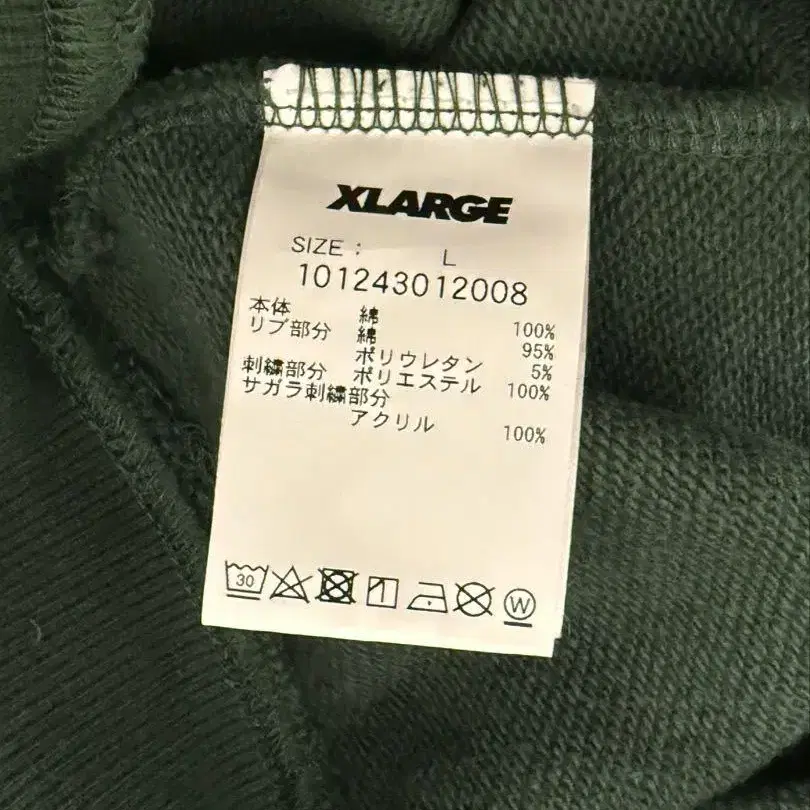 XLARGE
SIZE : L
101243012008
本体 綿 100%
リブ部分 綿 95%
ポリウレタン 5%
刺繍部分 ポリエステル 100%
サガラ刺繍部分
アクリル 100%
30
W